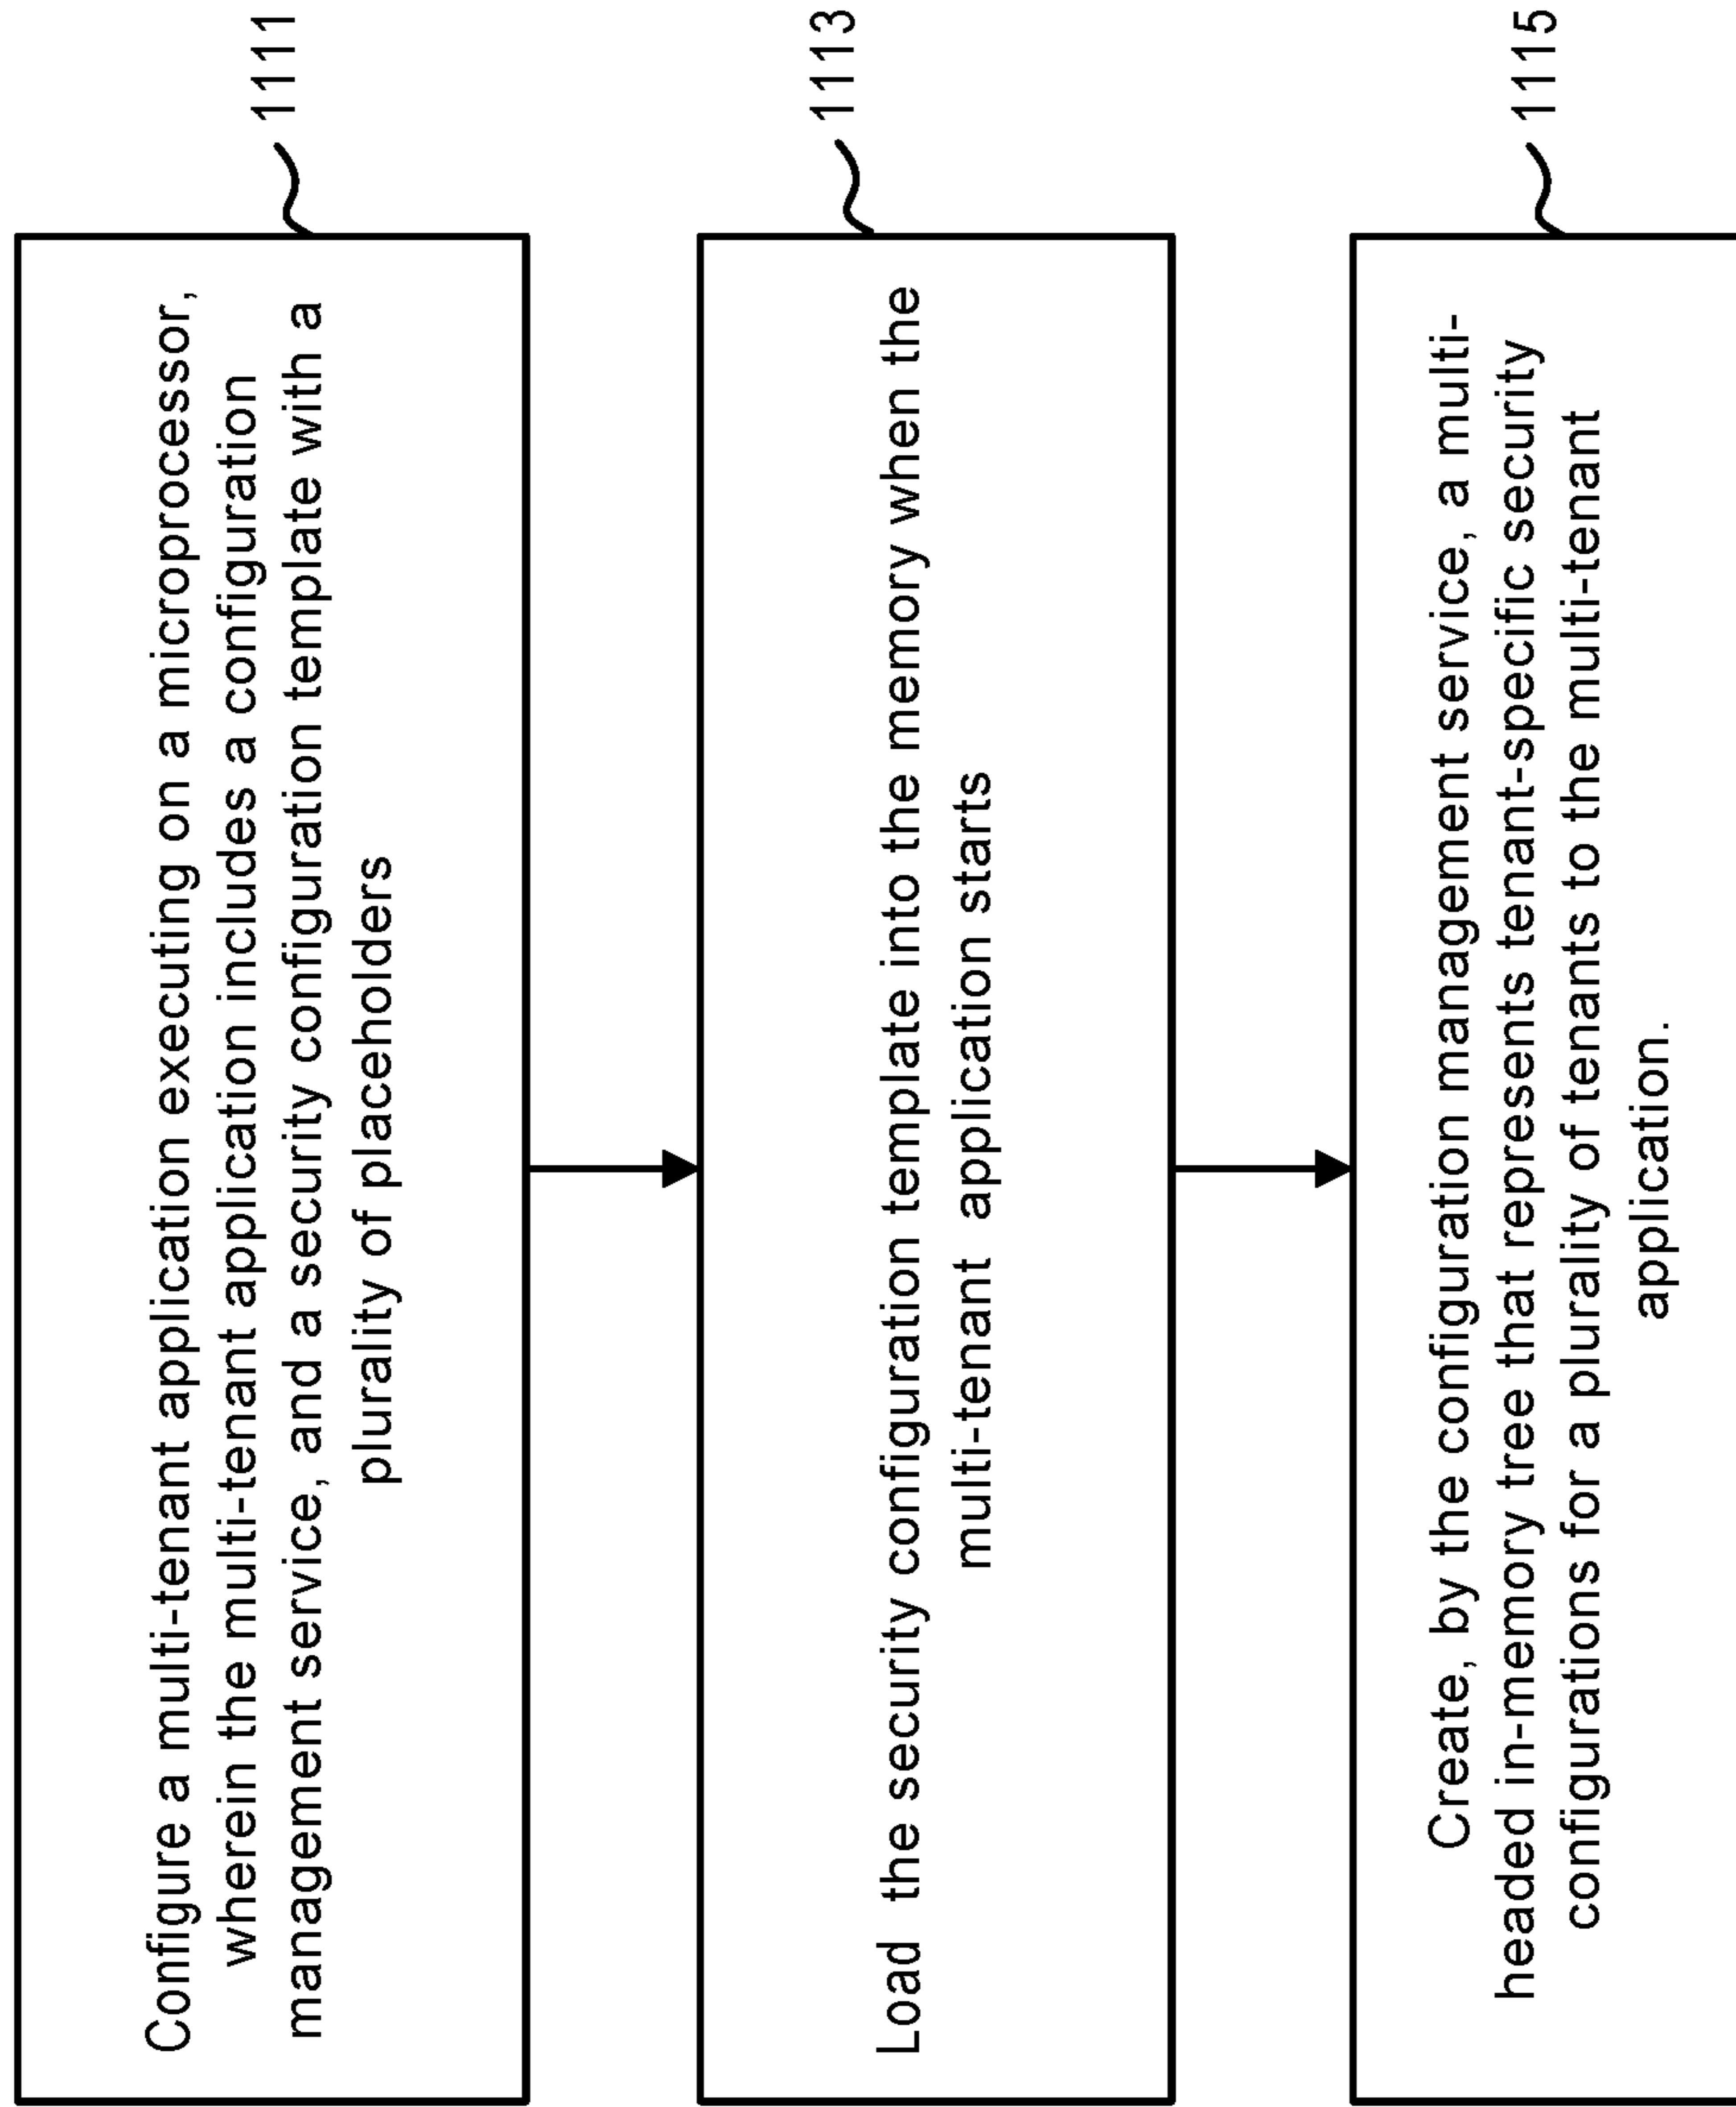 Configure a multi-tenant application executing on a microprocessor,
wherein the multi-tenant application includes a configuration
management service, and a security configuration template with a
plurality of placeholders
1111
Load the security configuration template into the memory when the
multi-tenant application starts
1113
Create, by the configuration management service, a multi-
headed in-memory tree that represents tenant-specific security
configurations for a plurality of tenants to the multi-tenant
application.
1115